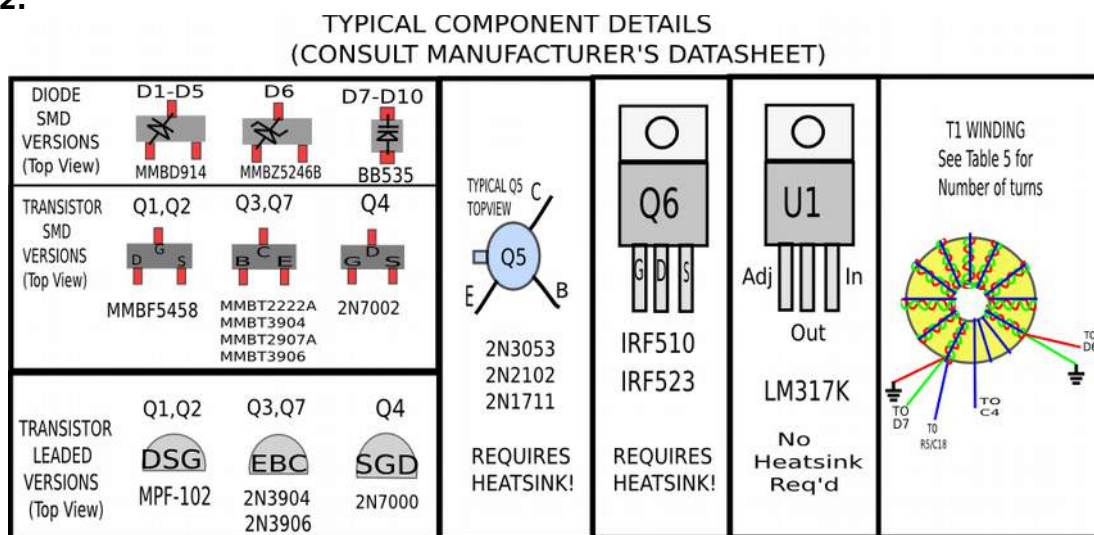 2.
TYPICAL COMPONENT DETAILS
(CONSULT MANUFACTURER'S DATASHEET)
DIODE
SMD
VERSIONS
(Top View)
D1-D5
MMBD914
D6
MMBZ5246B
D7-D10
BB535
TRANSISTOR
SMD
VERSIONS
(Top View)
Q1,Q2
D G S
MMBF5458
Q3,Q7
B C E
MMBT2222A
MMBT3904
MMBT2907A
MMBT3906
Q4
G D S
2N7002
TRANSISTOR
LEADED
VERSIONS
(Top View)
Q1,Q2
DSG
MPF-102
Q3,Q7
EBC
2N3904
2N3906
Q4
SGD
2N7000
TYPICAL Q5
TOPVIEW
C
Q5
E
B
2N3053
2N2102
2N1711
REQUIRES
HEATSINK!
Q6
G D S
IRF510
IRF523
REQUIRES
HEATSINK!
U1
Adj In
Out
LM317K
No
Heatsink
Req'd
T1 WINDING
See Table 5 for
Number of turns
TO
D6
TO
D7
TO
R5/C18
TO
C4